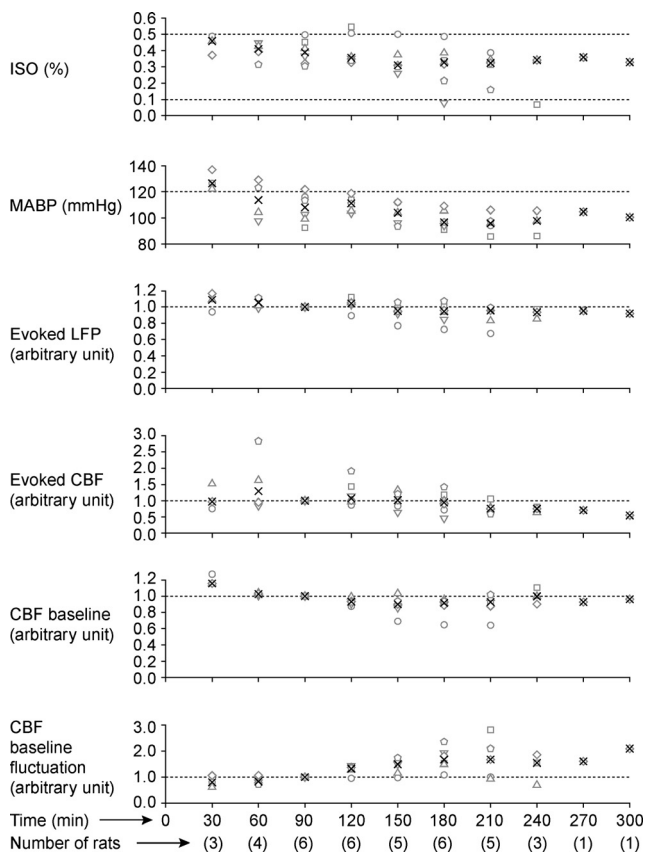 0.6
0.5
0.4
ISO (%)
0.3
0.2
0.1
0.0
140
120
MABP (mmHg)
100
80
1.2
1.0
Evoked LFP
0.8
(arbitrary unit)
0.6
0.4
0.2
0.0
3.0
2.5
2.0
Evoked CBF
1.5
(arbitrary unit)
1.0
0.5
0.0
1.2
1.0
CBF baseline
0.8
(arbitrary unit)
0.6
0.4
0.2
0.0
CBF
3.0
baseline
2.0
fluctuation
1.0
(arbitrary unit)
0.0
Time (min) 0 30 60 90 120 150 180 210 240 270 300
Number of rats (3) (4) (6) (6) (5) (6) (5) (3) (1) (1)